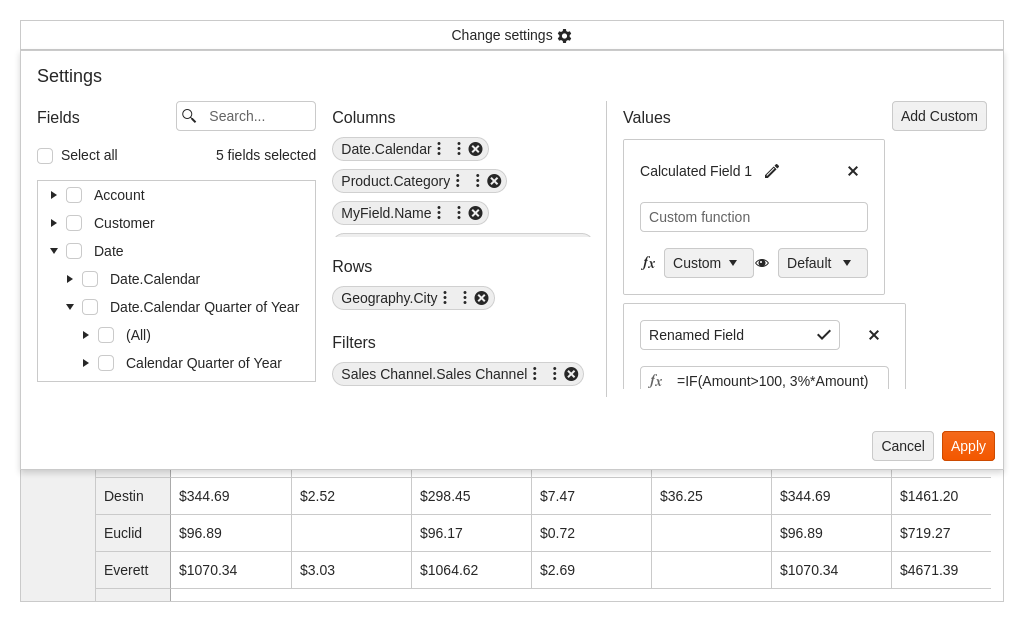 Change settings
Settings
Fields
Search...
Select all
5 fields selected
Account
Customer
Date
Date.Calendar
Date.Calendar Quarter of Year
(All)
Calendar Quarter of Year
Columns
Date.Calendar
Product.Category
MyField.Name
Rows
Geography.City
Filters
Sales Channel.Sales Channel
Values
Add Custom
Calculated Field 1
Custom function
fx Custom Default
Renamed Field
fx =IF(Amount>100, 3%*Amount)
Cancel Apply
Destin $344.69 $2.52 $298.45 $7.47 $36.25 $344.69 $1461.20
Euclid $96.89 $96.17 $0.72 $96.89 $719.27
Everett $1070.34 $3.03 $1064.62 $2.69 $1070.34 $4671.39